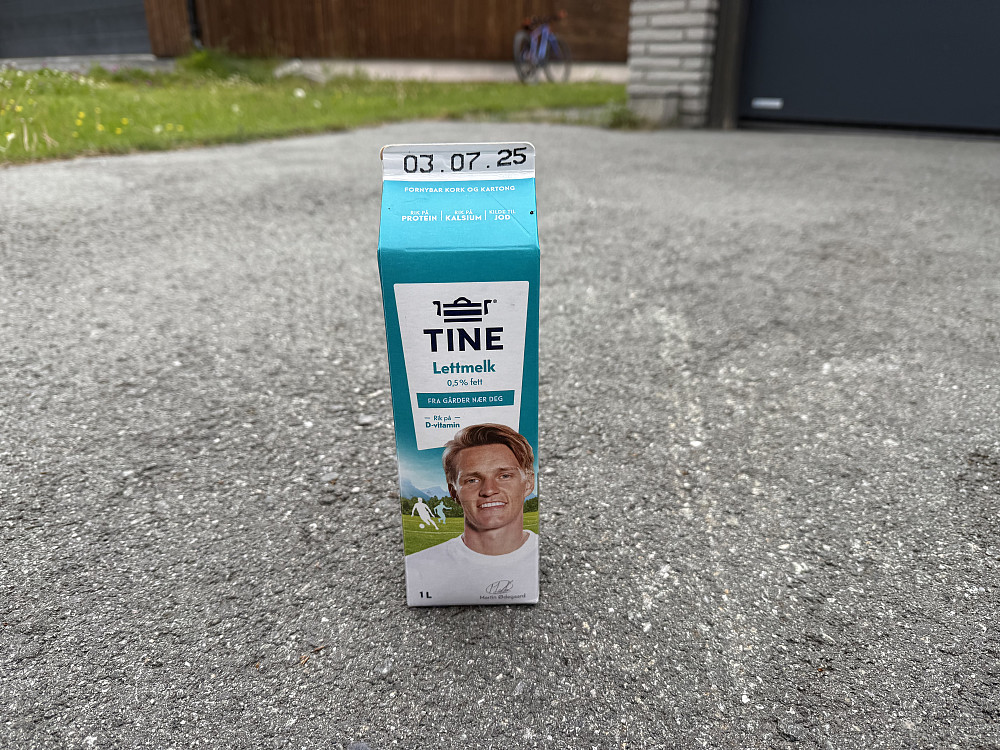 03.07.25
FORNYBAR KORK OG KARTONG
RIK PÅ
PROTEIN
RIK PÅ
KALSIUM
KILDE TIL
JOD
TINE
Lettmelk
0,5% fett
FRA GÅRDER NÆR DEG
Rik på
D-vitamin
1 L
Martin Ødegaard